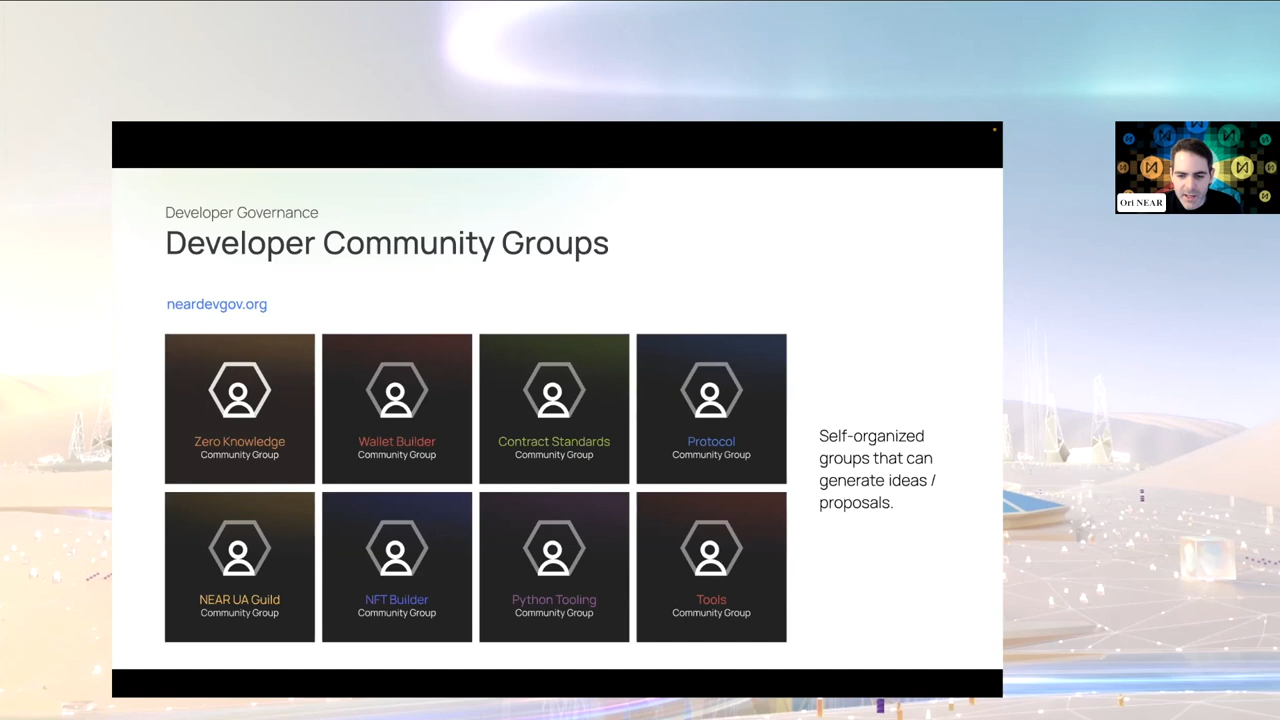 Developer Governance
Developer Community Groups
neardevgov.org
Zero Knowledge
Community Group
Wallet Builder
Community Group
Contract Standards
Community Group
Protocol
Community Group
NEAR UA Guild
Community Group
NFT Builder
Community Group
Python Tooling
Community Group
Tools
Community Group
Self-organized
groups that can
generate ideas /
proposals.
Ori NEAR